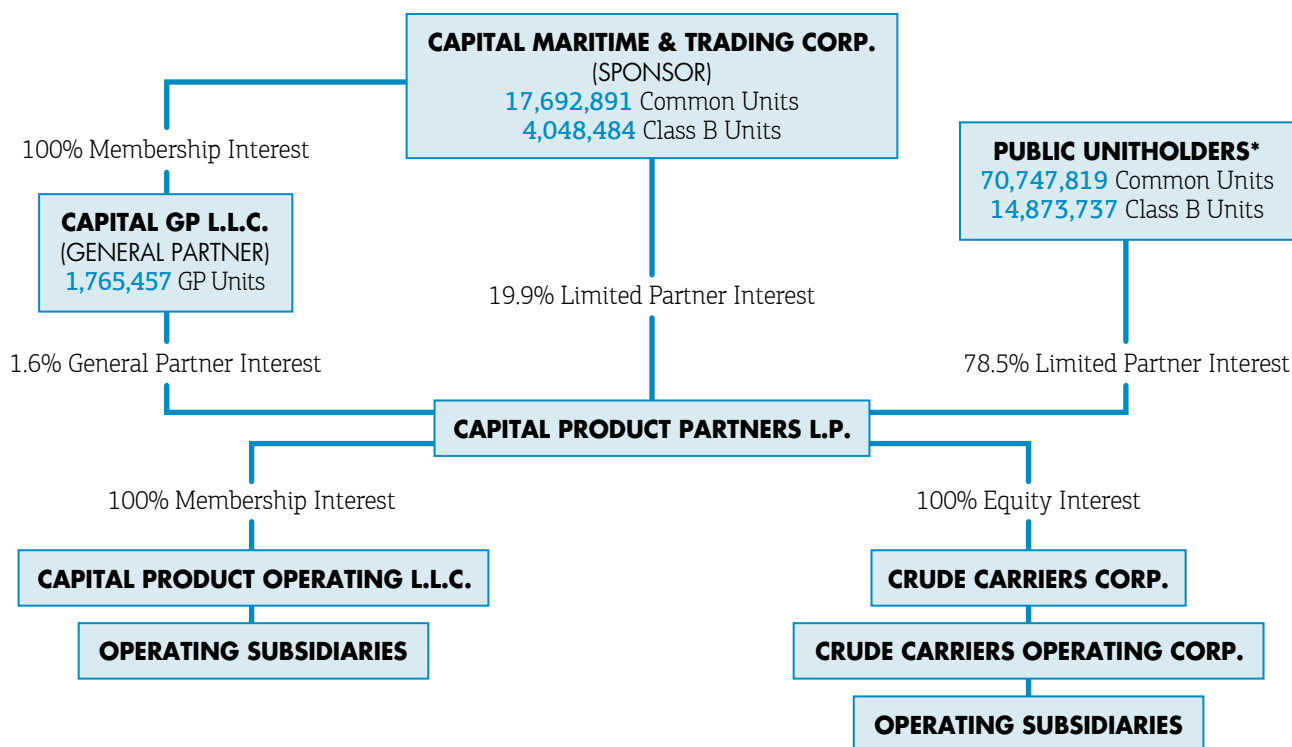 CAPITAL MARITIME & TRADING CORP.
(SPONSOR)
17,692,891 Common Units
4,048,484 Class B Units
100% Membership Interest
PUBLIC UNITHOLDERS*
70,747,819 Common Units
14,873,737 Class B Units
CAPITAL GP L.L.C.
(GENERAL PARTNER)
1,765,457 GP Units
19.9% Limited Partner Interest
1.6% General Partner Interest
78.5% Limited Partner Interest
CAPITAL PRODUCT PARTNERS L.P.
100% Membership Interest
100% Equity Interest
CAPITAL PRODUCT OPERATING L.L.C.
CRUDE CARRIERS CORP.
OPERATING SUBSIDIARIES
CRUDE CARRIERS OPERATING CORP.
OPERATING SUBSIDIARIES